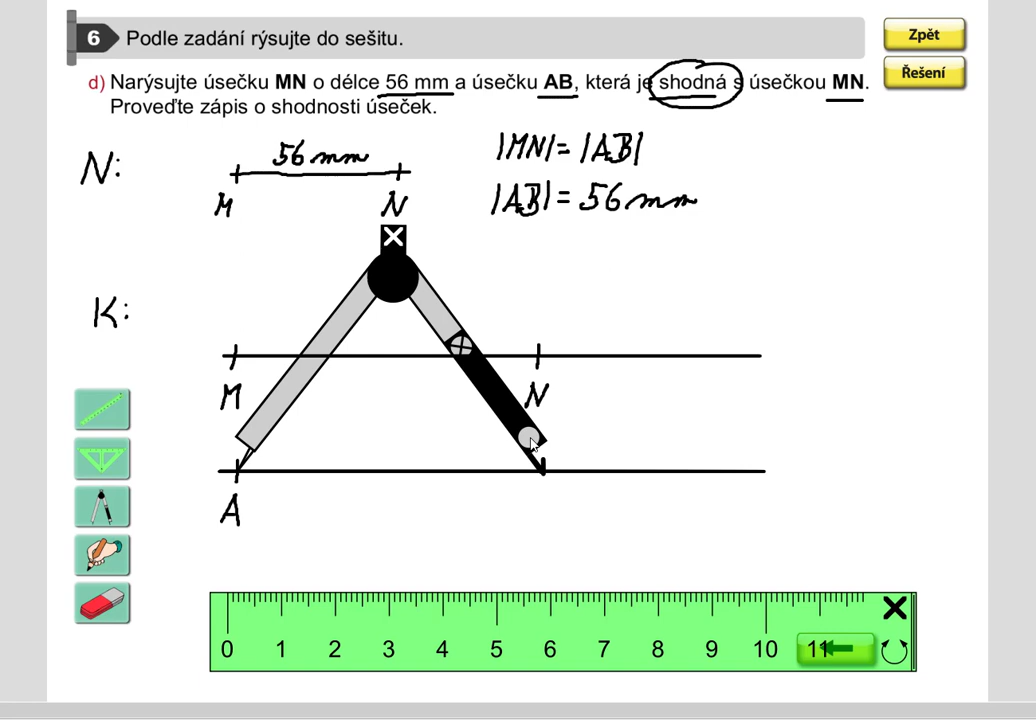 6 Podle zadání rýsujte do sešitu.
Zpět
Řešení
d) Narýsujte úsečku MN o délce 56 mm a úsečku AB, která je shodná s úsečkou MN.
Proveďte zápis o shodnosti úseček.
N:
56 mm
M N
|MN| = |AB|
|AB| = 56 mm
K:
M N
A
0 1 2 3 4 5 6 7 8 9 10 11